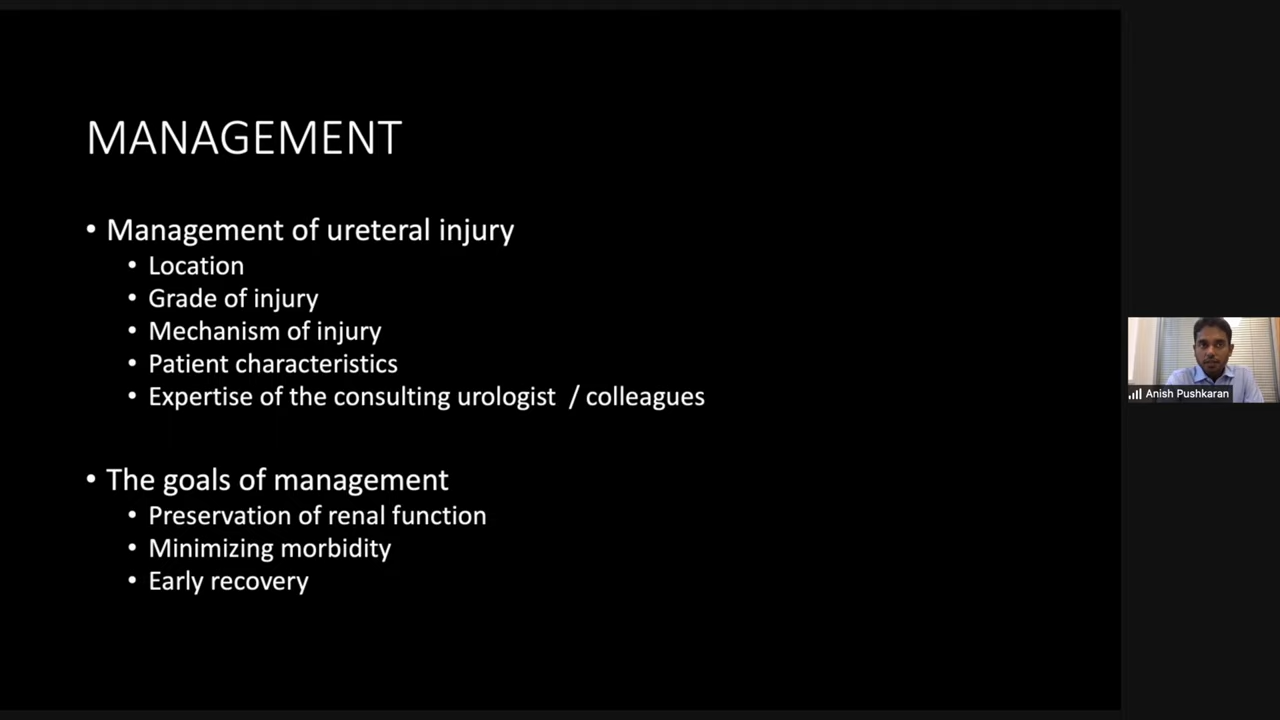 MANAGEMENT
• Management of ureteral injury
• Location
• Grade of injury
• Mechanism of injury
• Patient characteristics
• Expertise of the consulting urologist / colleagues
• The goals of management
• Preservation of renal function
• Minimizing morbidity
• Early recovery
Anish Pushkaran